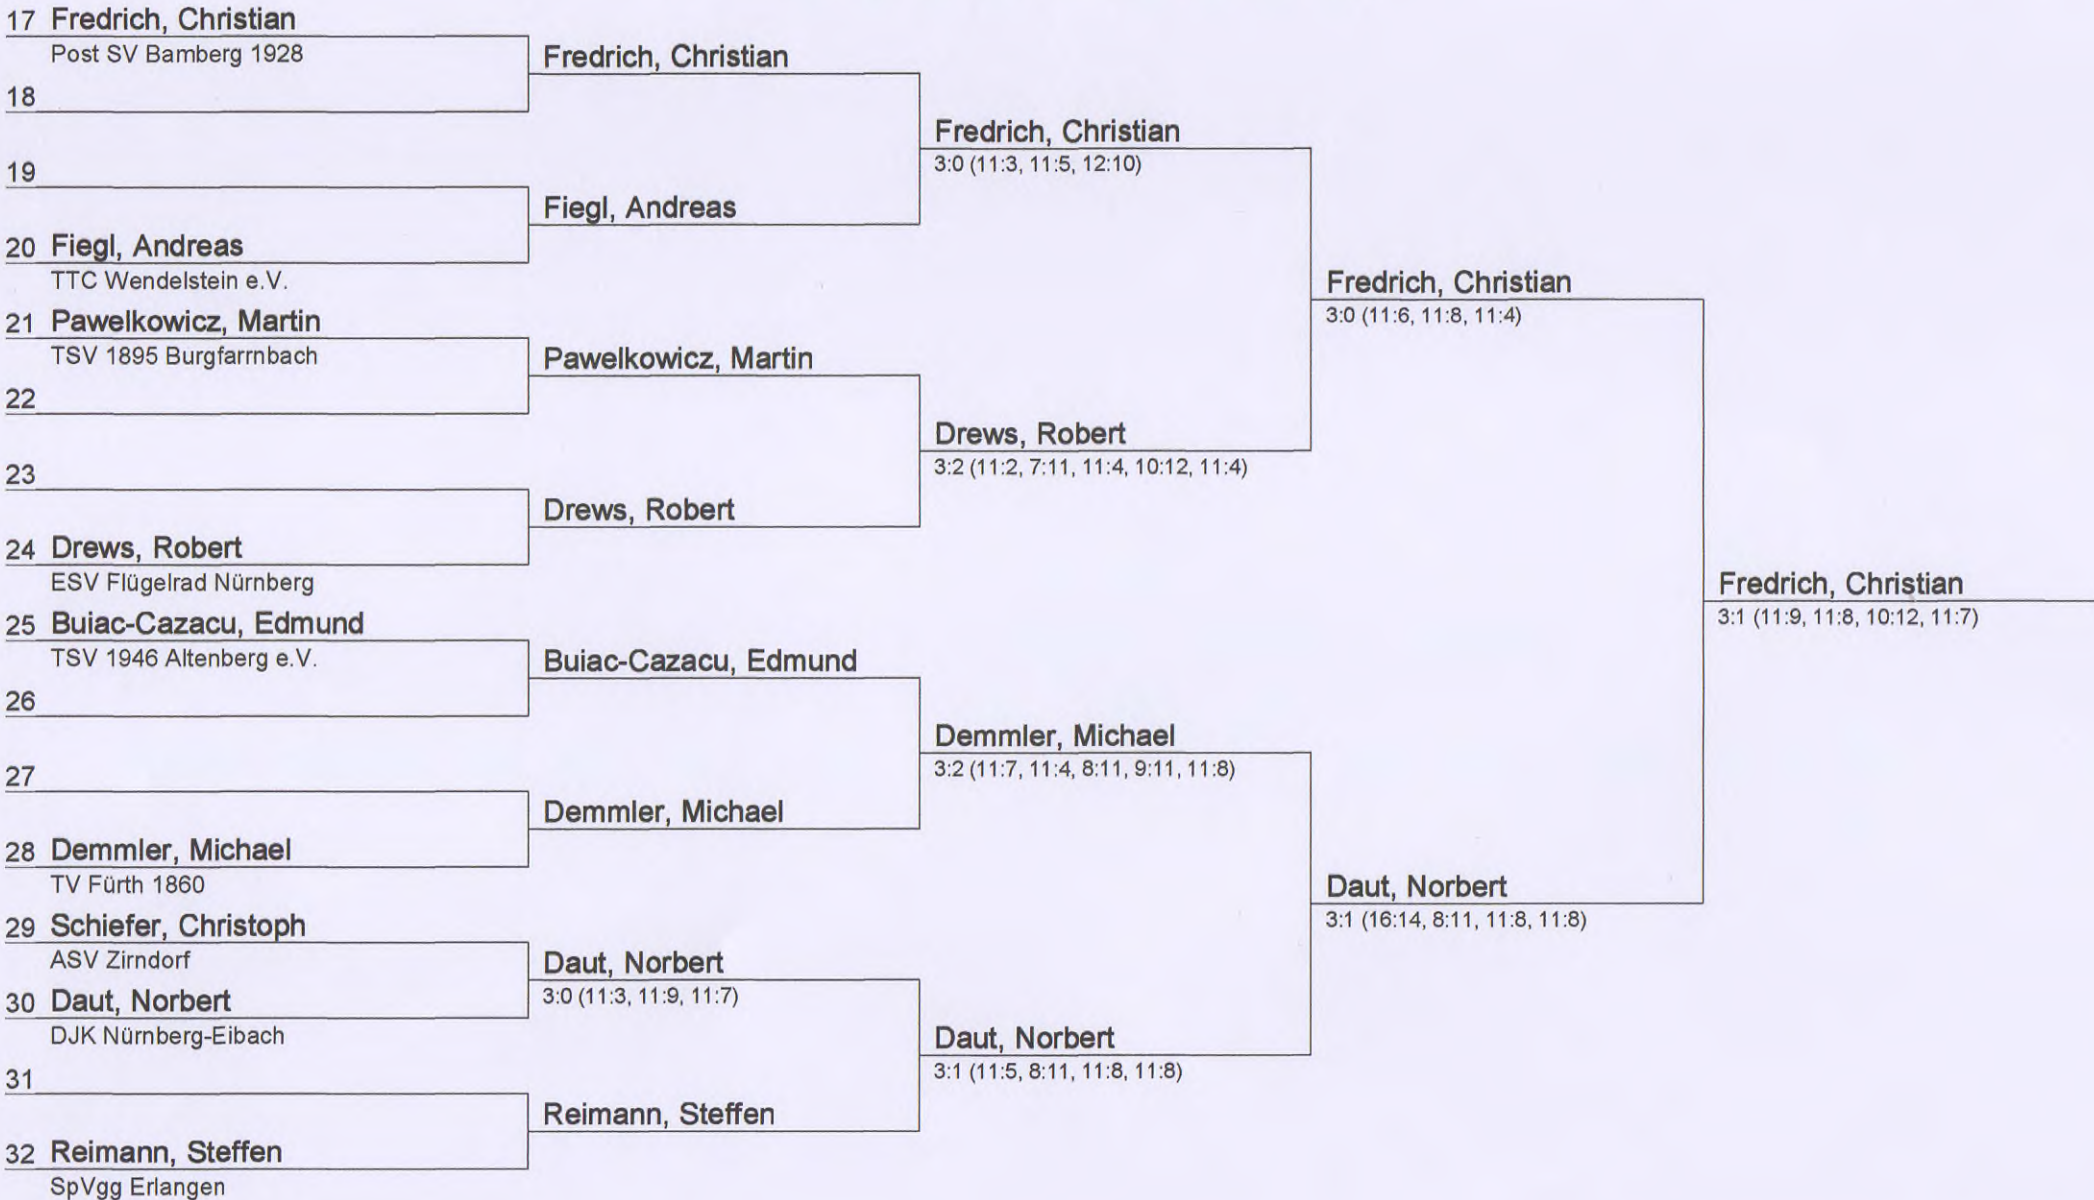 17 Fredrich, Christian
Post SV Bamberg 1928
18
19
20 Fiegl, Andreas
TTC Wendelstein e.V.
21 Pawelkowicz, Martin
TSV 1895 Burgfarrnbach
22
23
24 Drews, Robert
ESV Flügelrad Nürnberg
25 Buiac-Cazacu, Edmund
TSV 1946 Altenberg e.V.
26
27
28 Demmler, Michael
TV Fürth 1860
29 Schiefer, Christoph
ASV Zirndorf
30 Daut, Norbert
DJK Nürnberg-Eibach
31
32 Reimann, Steffen
SpVgg Erlangen
Fredrich, Christian
Fiegl, Andreas
Pawelkowicz, Martin
Drews, Robert
Buiac-Cazacu, Edmund
Demmler, Michael
Daut, Norbert
3:0 (11:3, 11:9, 11:7)
Reimann, Steffen
Fredrich, Christian
3:0 (11:3, 11:5, 12:10)
Drews, Robert
3:2 (11:2, 7:11, 11:4, 10:12, 11:4)
Demmler, Michael
3:2 (11:7, 11:4, 8:11, 9:11, 11:8)
Daut, Norbert
3:1 (11:5, 8:11, 11:8, 11:8)
Fredrich, Christian
3:0 (11:6, 11:8, 11:4)
Daut, Norbert
3:1 (16:14, 8:11, 11:8, 11:8)
Fredrich, Christian
3:1 (11:9, 11:8, 10:12, 11:7)